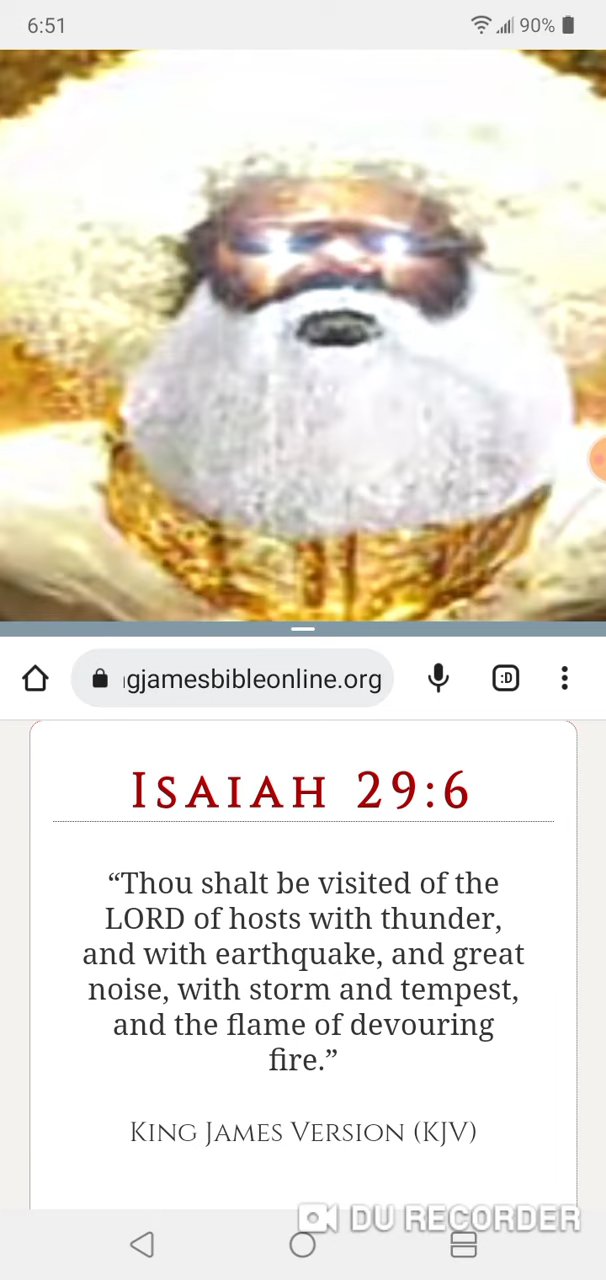 6:51
90%
gjamesbibleonline.org
:D
ISAIAH 29:6
“Thou shalt be visited of the
LORD of hosts with thunder,
and with earthquake, and great
noise, with storm and tempest,
and the flame of devouring
fire.”
KING JAMES VERSION (KJV)
DU RECORDER